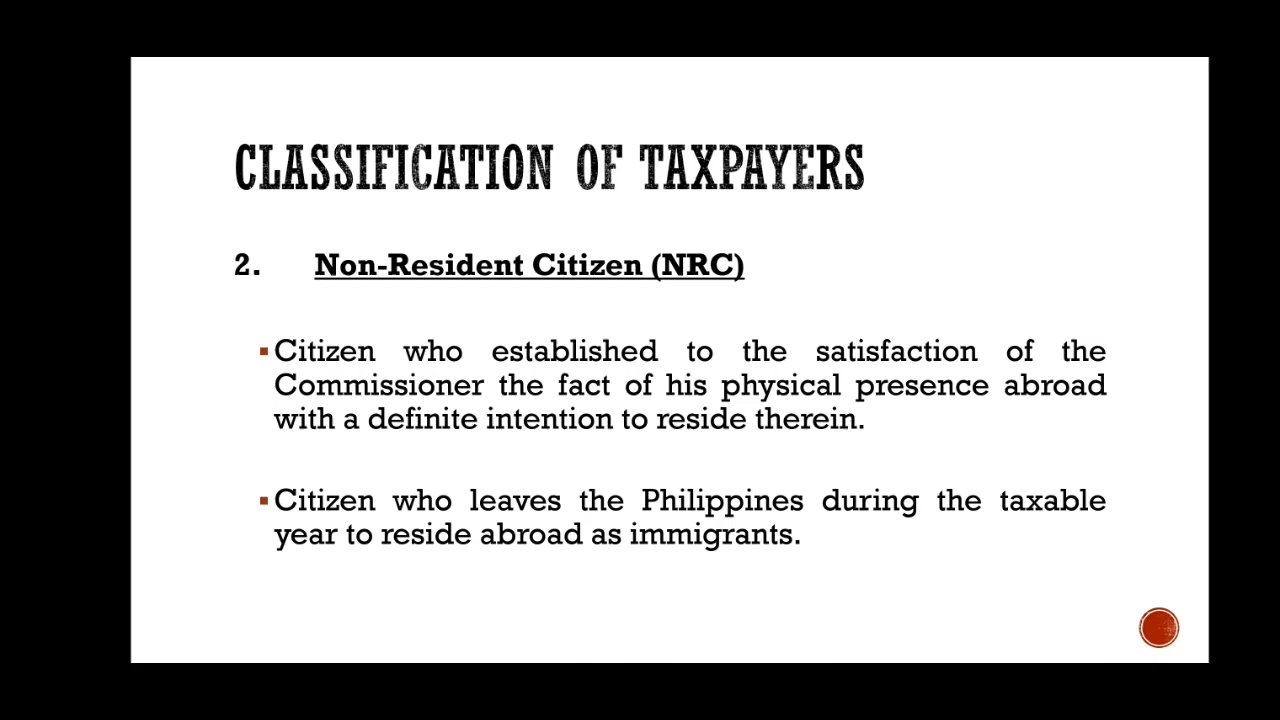 CLASSIFICATION OF TAXPAYERS
2. Non-Resident Citizen (NRC)
▪Citizen who established to the satisfaction of the
Commissioner the fact of his physical presence abroad
with a definite intention to reside therein.
▪Citizen who leaves the Philippines during the taxable
year to reside abroad as immigrants.